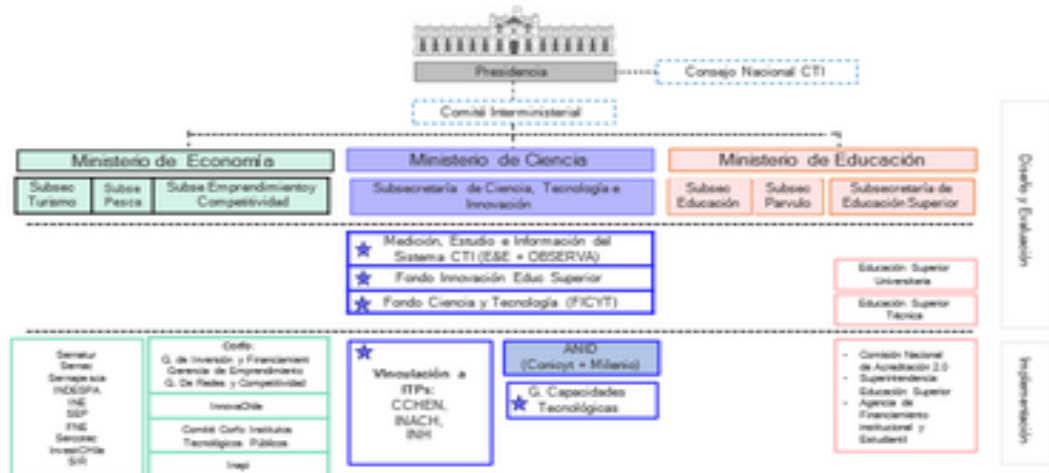 Presidencia
Consejo Nacional CTI
Comité Interministerial
Ministerio de Economía
Ministerio de Ciencia
Ministerio de Educación
Subsec
Turismo
Subse
Pesca
Subse Emprendimiento y
Competitividad
Subsecretaría de Ciencia, Tecnología e
Innovación
Subsec
Educación
Subsec
Parvulo
Subsecretaría de
Educación Superior
Diseño y Evaluación
Medición, Estudio e Información del
Sistema CTI (E&E + OBSERVA)
Fondo Innovación Educ Superior
Fondo Ciencia y Tecnología (FICYT)
Educación Superior
Universitaria
Educación Superior
Técnica
Implementación
Sernatur
Sernac
Sernapesca
INDESPA
INE
SEP
FNE
Sercotec
InvestChile
SIR
Corfo:
G. de Inversión y Financiament
Gerencia de Emprendimiento
G. De Redes y Competitividad
InnovaChile
Comité Corfo Institutos
Tecnológicos Públicos
Inapi
Vinculación a
ITPs:
CCHEN,
INACH,
INH
ANID
(Conicyt + Milenio)
G. Capacidades
Tecnológicas
- Comisión Nacional
de Acreditación 2.0
- Superintendencia
Educación Superior
- Agencia de
Financiamiento
institucional y
Estudiantil